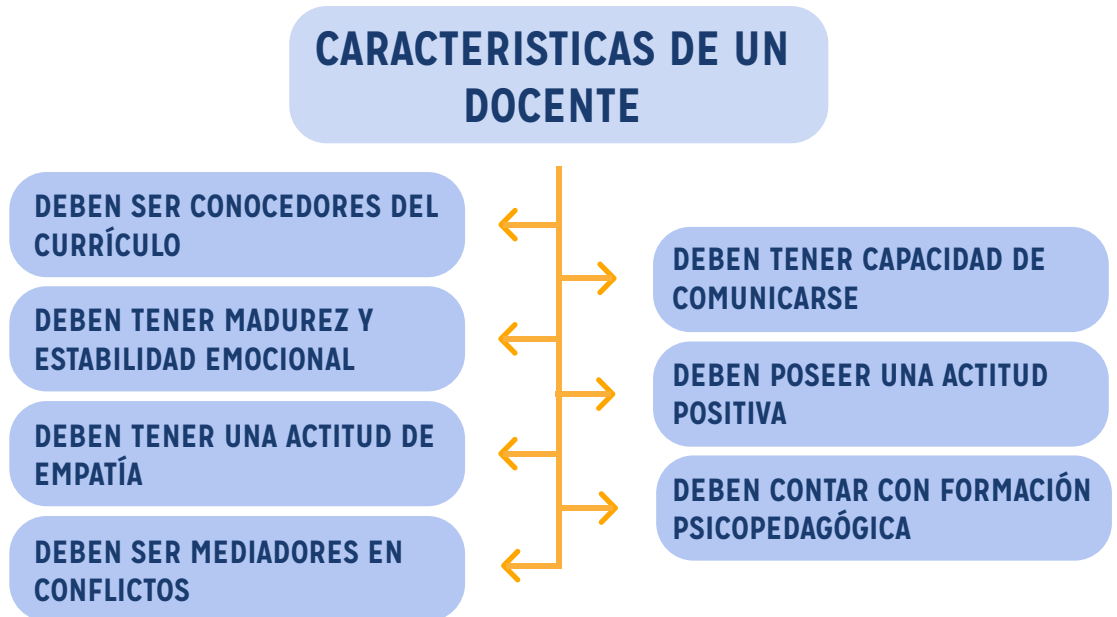 CARACTERISTICAS DE UN
DOCENTE
DEBEN SER CONOCEDORES DEL
CURRÍCULO
DEBEN TENER MADUREZ Y
ESTABILIDAD EMOCIONAL
DEBEN TENER UNA ACTITUD DE
EMPATÍA
DEBEN SER MEDIADORES EN
CONFLICTOS
DEBEN TENER CAPACIDAD DE
COMUNICARSE
DEBEN POSEER UNA ACTITUD
POSITIVA
DEBEN CONTAR CON FORMACIÓN
PSICOPEDAGÓGICA